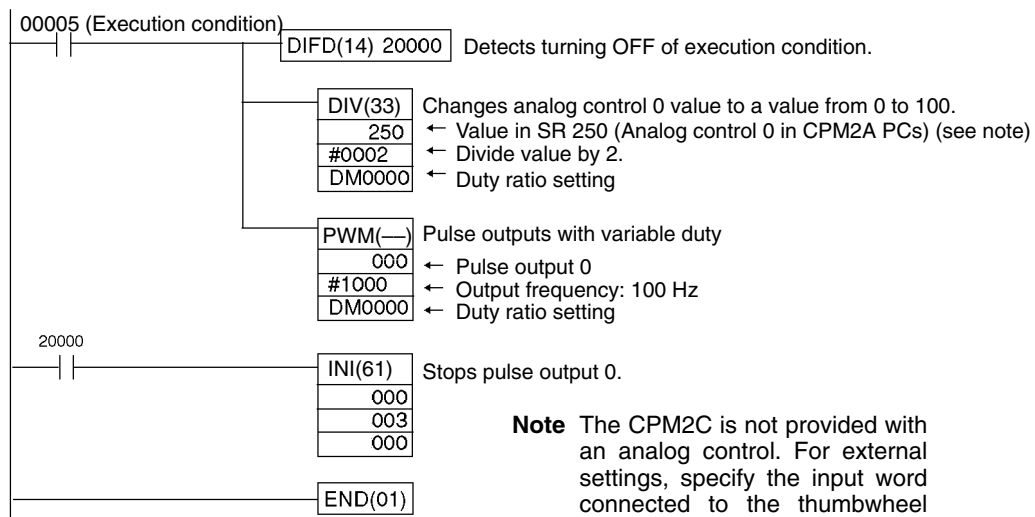 00005 (Execution condition)
DIFD(14) 20000 Detects turning OFF of execution condition.
DIV(33) Changes analog control 0 value to a value from 0 to 100.
250 ← Value in SR 250 (Analog control 0 in CPM2A PCs) (see note)
#0002 ← Divide value by 2.
DM0000 ← Duty ratio setting
PWM(––) Pulse outputs with variable duty
000 ← Pulse output 0
#1000 ← Output frequency: 100 Hz
DM0000 ← Duty ratio setting
20000
INI(61) Stops pulse output 0.
000
003
000
Note The CPM2C is not provided with
an analog control. For external
settings, specify the input word
connected to the thumbwheel
END(01)